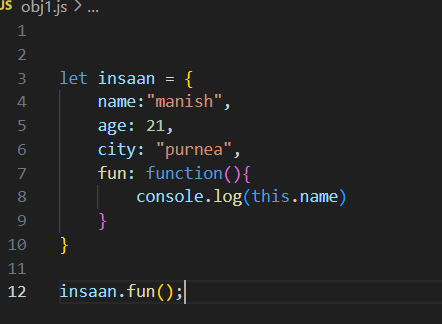 JS obj1.js > ...
1
2
3 let insaan = {
4     name:"manish",
5     age: 21,
6     city: "purnea",
7     fun: function(){
8         console.log(this.name)
9     }
10 }
11
12 insaan.fun();